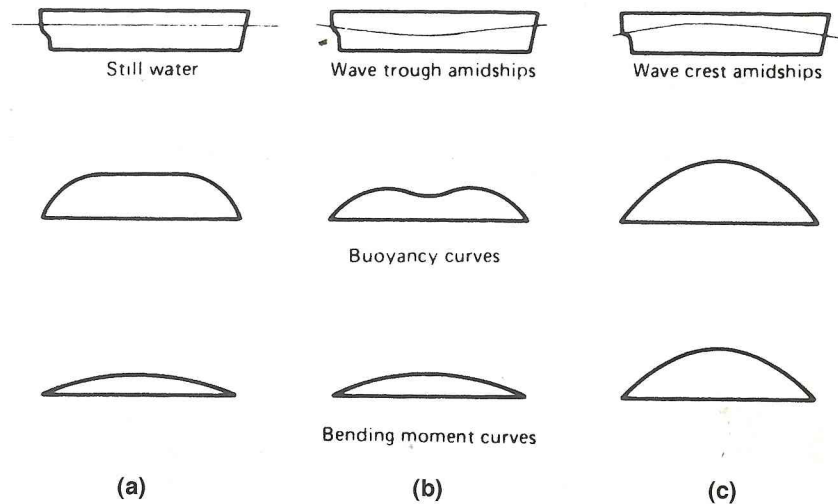 Still water
Wave trough amidships
Wave crest amidships
Buoyancy curves
Bending moment curves
(a)
(b)
(c)